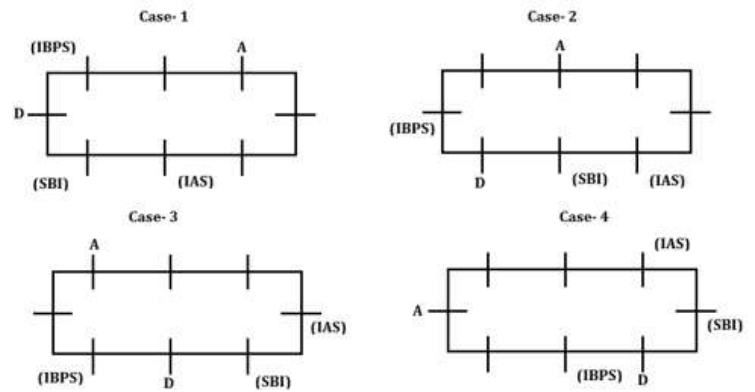 Case- 1
(IBPS)
A
D
(SBI)
(IAS)
Case- 2
A
(IBPS)
D
(SBI)
(IAS)
Case- 3
A
(IAS)
(IBPS)
D
(SBI)
Case- 4
(IAS)
A
(SBI)
(IBPS)
D